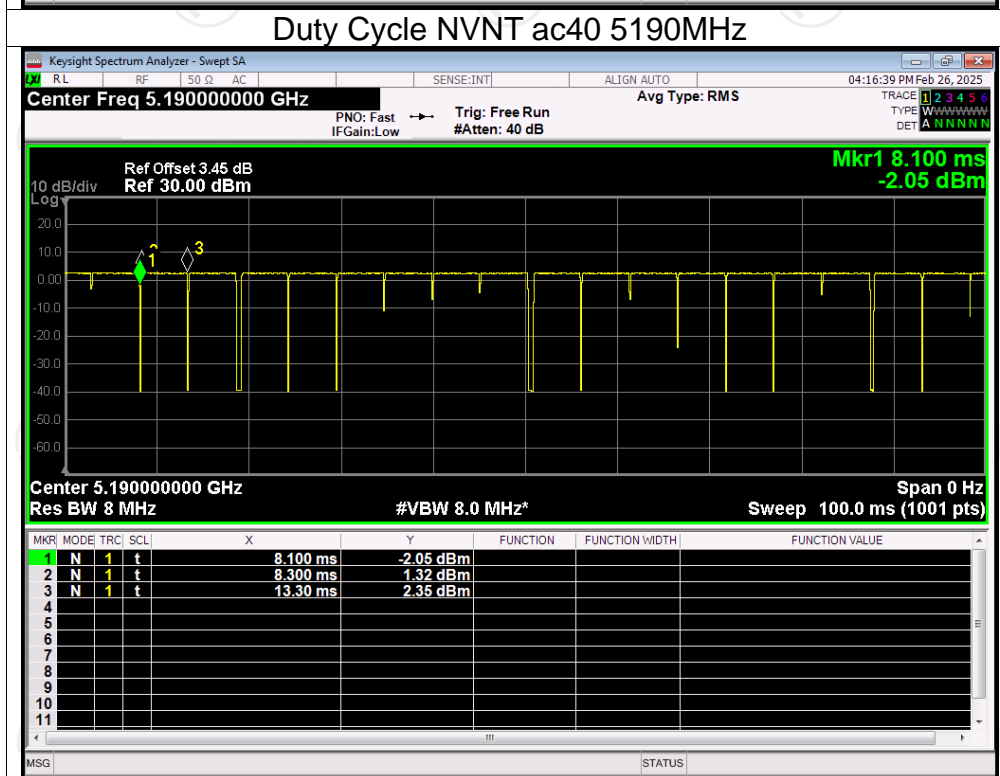 Duty Cycle NVNT ac40 5190MHz
Keysight Spectrum Analyzer - Swept SA
LXI RL RF 50 Ω AC SENSE:INT ALIGN AUTO 04:16:39 PM Feb 26, 2025
Center Freq 5.190000000 GHz Avg Type: RMS TRACE 1 2 3 4 5 6
PNO: Fast Trig: Free Run TYPE WWWWWWW
IFGain:Low #Atten: 40 dB DET A N N N N N
Mkr1 8.100 ms
Ref Offset 3.45 dB
10 dB/div Ref 30.00 dBm -2.05 dBm
Log
20.0
10.0
0.00
-10.0
-20.0
-30.0
-40.0
-50.0
-60.0
1 3
Center 5.190000000 GHz Span 0 Hz
Res BW 8 MHz #VBW 8.0 MHz* Sweep 100.0 ms (1001 pts)
MKR MODE TRC SCL X Y FUNCTION FUNCTION WIDTH FUNCTION VALUE
1 N 1 t 8.100 ms -2.05 dBm
2 N 1 t 8.300 ms 1.32 dBm
3 N 1 t 13.30 ms 2.35 dBm
4
5
6
7
8
9
10
11
MSG STATUS